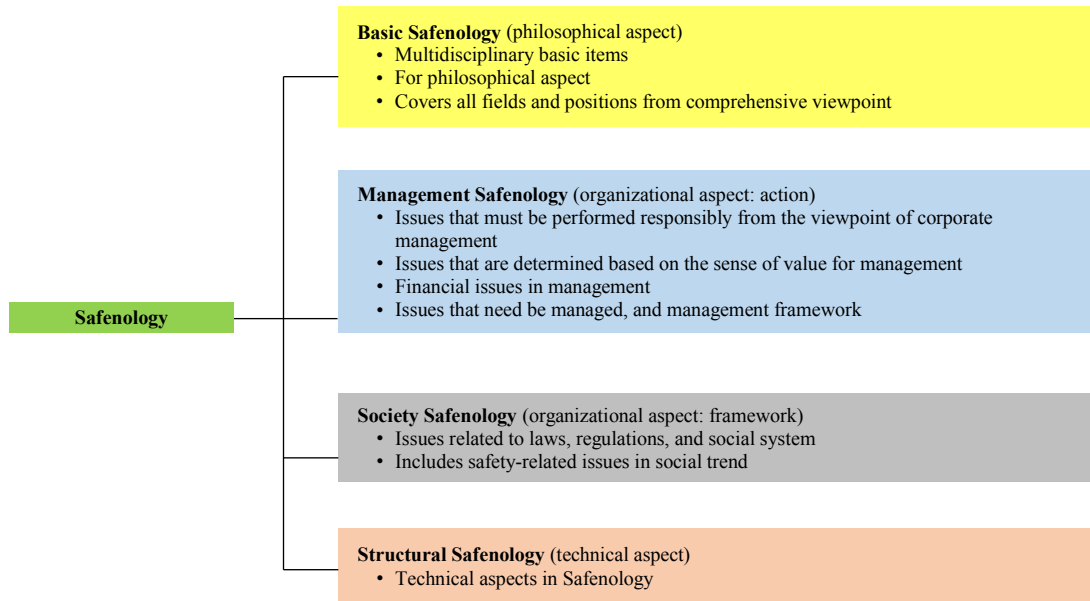 Basic Safenology (philosophical aspect)
• Multidisciplinary basic items
• For philosophical aspect
• Covers all fields and positions from comprehensive viewpoint
Management Safenology (organizational aspect: action)
• Issues that must be performed responsibly from the viewpoint of corporate
management
• Issues that are determined based on the sense of value for management
• Financial issues in management
• Issues that need be managed, and management framework
Safenology
Society Safenology (organizational aspect: framework)
• Issues related to laws, regulations, and social system
• Includes safety-related issues in social trend
Structural Safenology (technical aspect)
• Technical aspects in Safenology